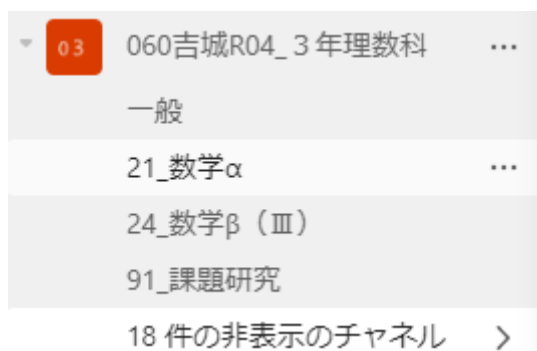 03 060吉城R04_３年理数科 ...
一般
21_数学α ...
24_数学β（Ⅲ）
91_課題研究
18 件の非表示のチャネル